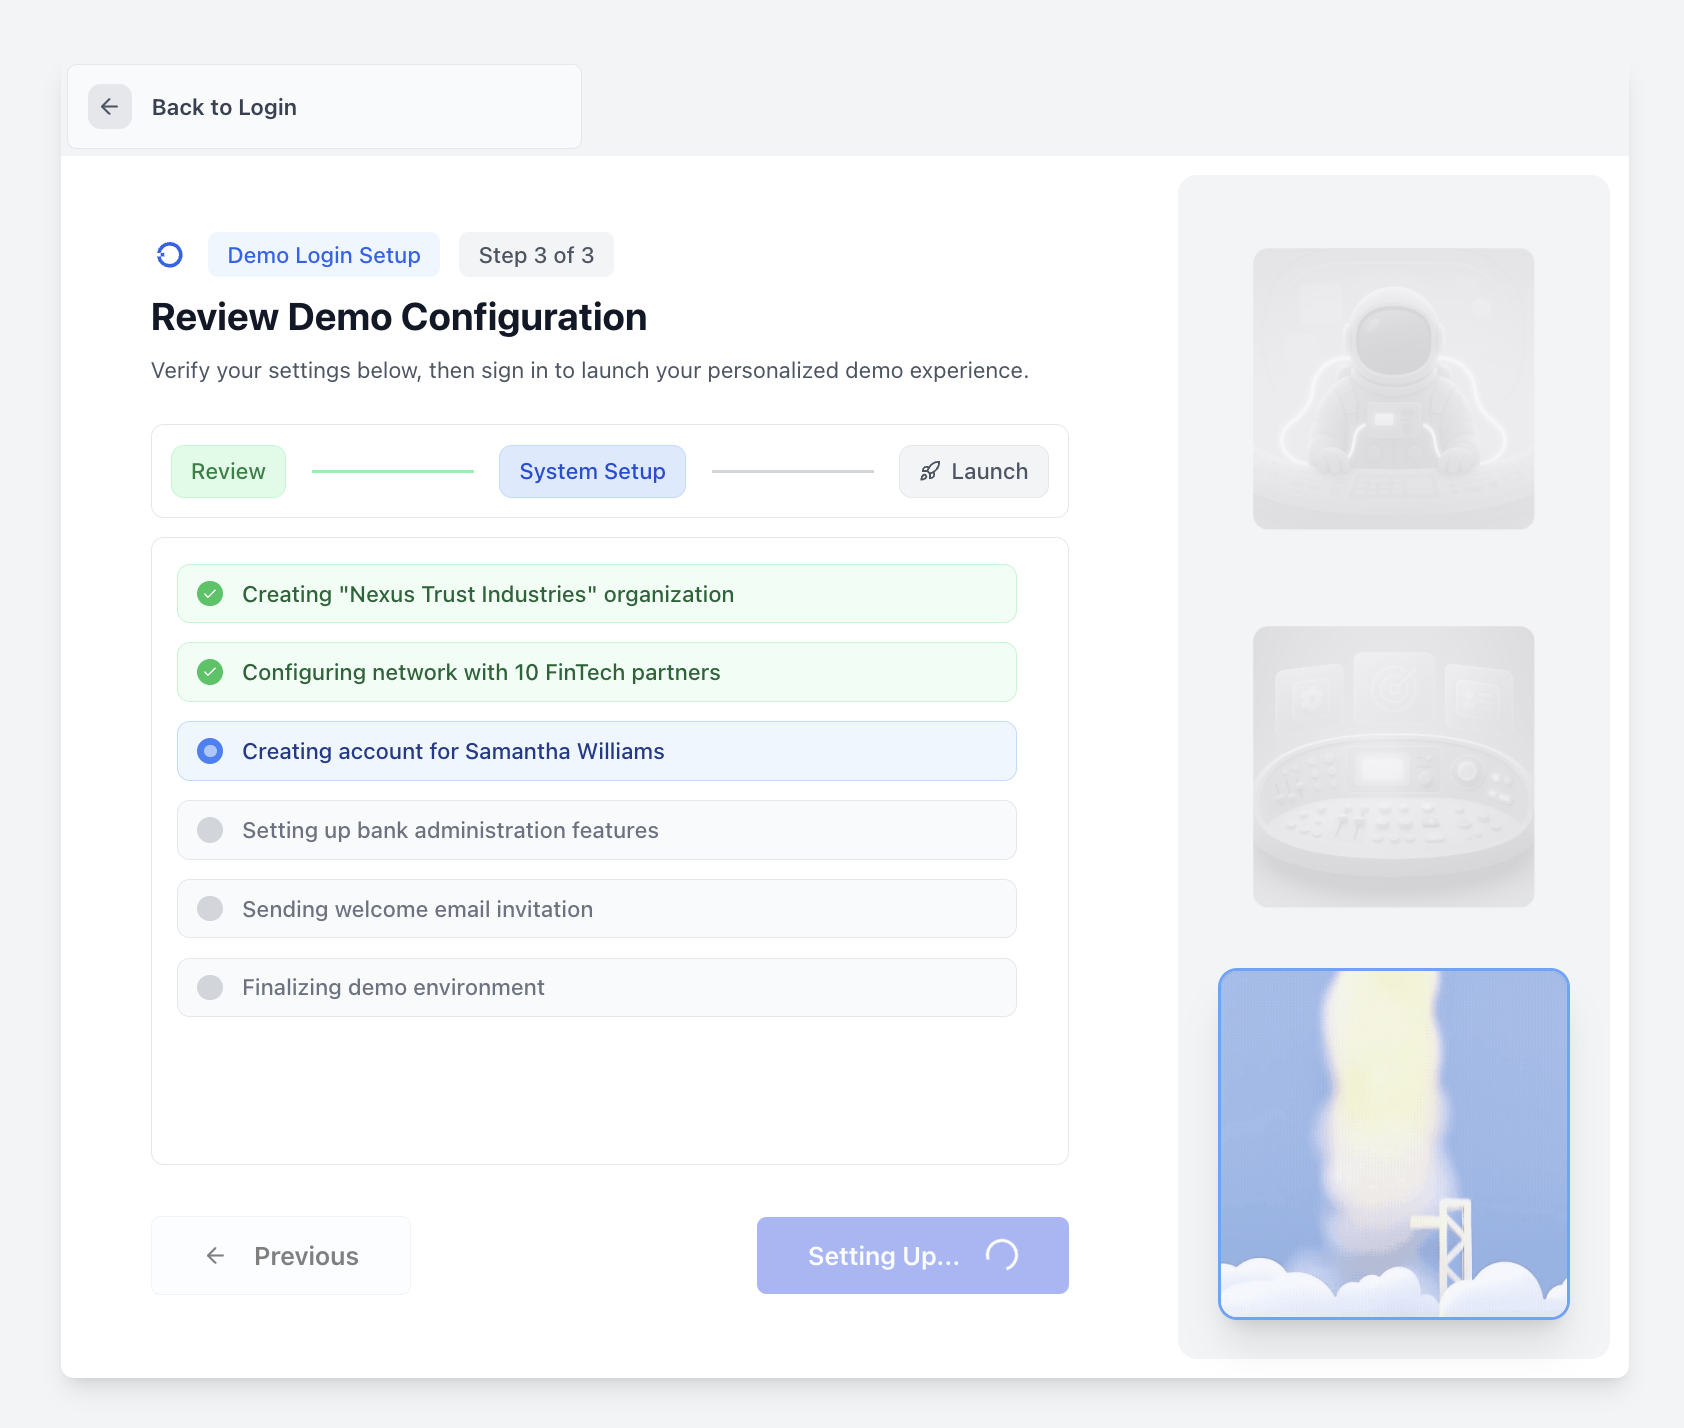 Back to Login
Demo Login Setup
Step 3 of 3
Review Demo Configuration
Verify your settings below, then sign in to launch your personalized demo experience.
Review
System Setup
Launch
Creating "Nexus Trust Industries" organization
Configuring network with 10 FinTech partners
Creating account for Samantha Williams
Setting up bank administration features
Sending welcome email invitation
Finalizing demo environment
Previous
Setting Up...